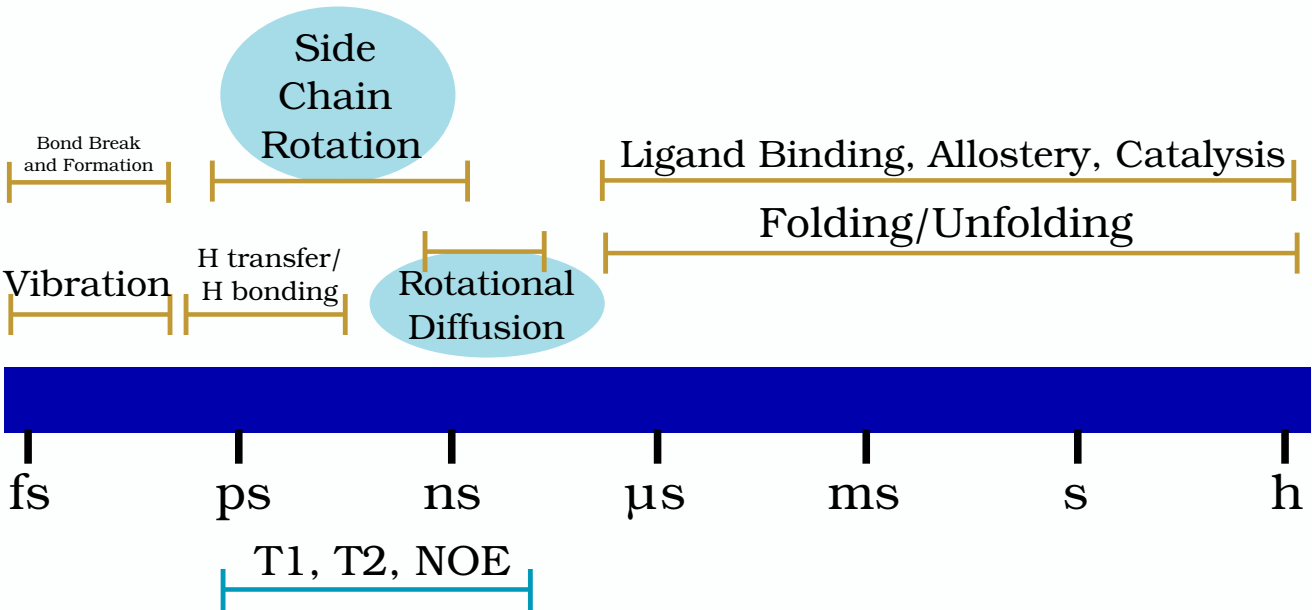 Side
Chain
Rotation
Bond Break
and Formation
Ligand Binding, Allostery, Catalysis
Folding/Unfolding
Vibration
H transfer/
H bonding
Rotational
Diffusion
fs
ps
ns
µs
ms
s
h
T1, T2, NOE